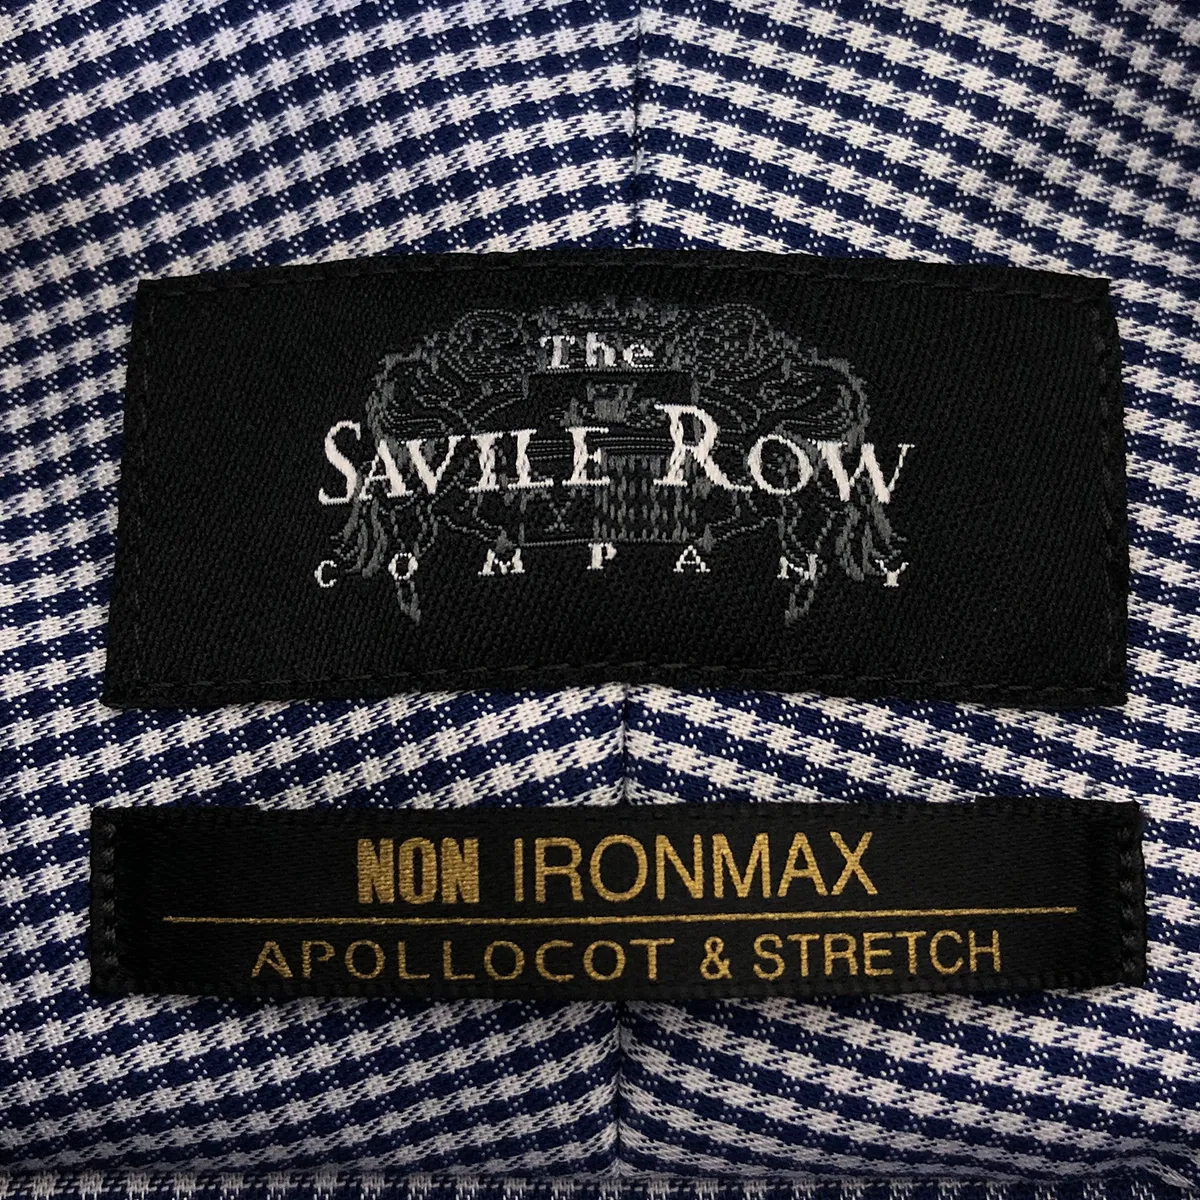 The
SAVILE ROW
COMPANY
NON IRONMAX
APOLLOCOT & STRETCH